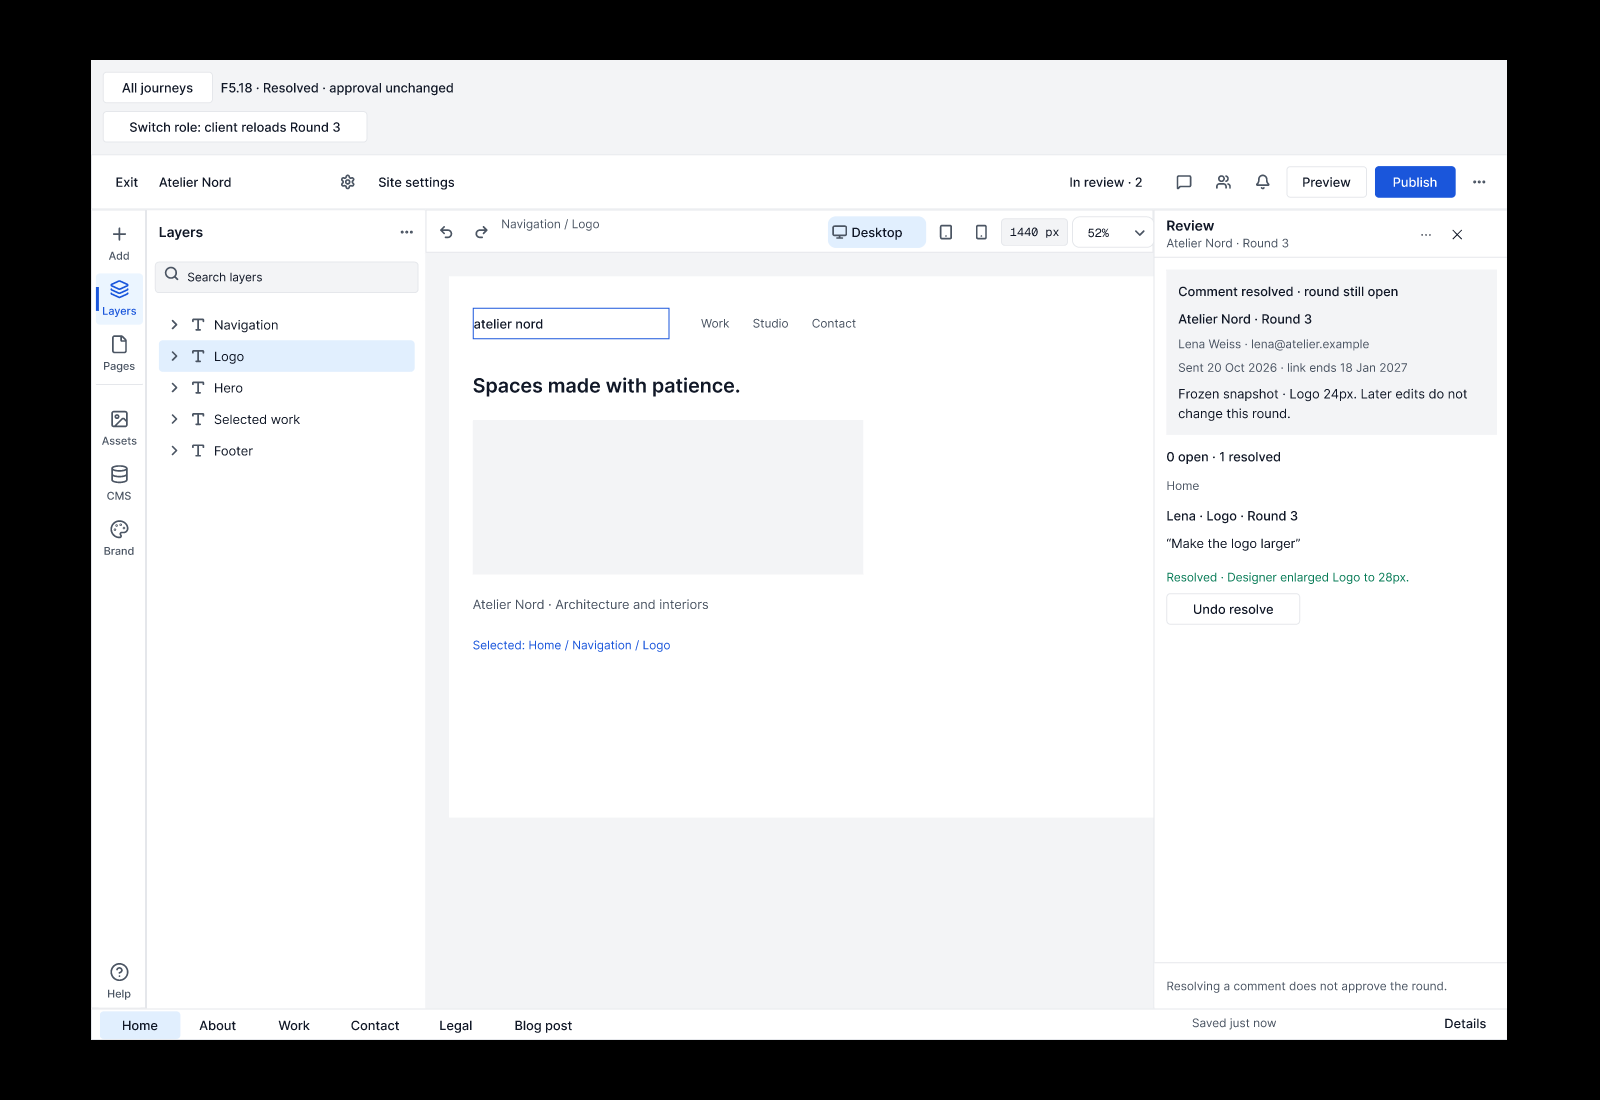 All journeys
F5.18 · Resolved · approval unchanged
Switch role: client reloads Round 3
Exit
Atelier Nord
Site settings
In review · 2
Preview
Publish
Add
Layers
Pages
Assets
CMS
Brand
Help
Layers
Search layers
Navigation
Logo
Hero
Selected work
Footer
Navigation / Logo
Desktop
1440 px
52%
atelier nord
Work
Studio
Contact
Spaces made with patience.
Atelier Nord · Architecture and interiors
Selected: Home / Navigation / Logo
Review
Atelier Nord · Round 3
Comment resolved · round still open
Atelier Nord · Round 3
Lena Weiss · lena@atelier.example
Sent 20 Oct 2026 · link ends 18 Jan 2027
Frozen snapshot · Logo 24px. Later edits do not
change this round.
0 open · 1 resolved
Home
Lena · Logo · Round 3
“Make the logo larger”
Resolved · Designer enlarged Logo to 28px.
Undo resolve
Resolving a comment does not approve the round.
Home
About
Work
Contact
Legal
Blog post
Saved just now
Details